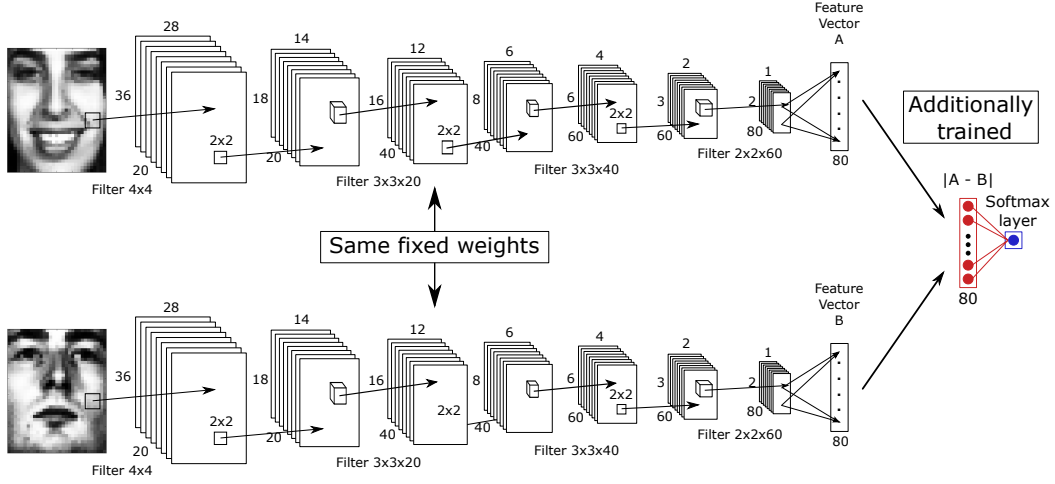 28
36
20
Filter 4x4
2x2
14
18
20
12
16
40
Filter 3x3x20
2x2
6
8
40
4
6
60
Filter 3x3x40
2x2
2
3
60
1
2
80
Filter 2x2x60
Feature
Vector
A
80
Additionally
trained
|A - B|
Softmax
layer
80
Same fixed weights
28
36
20
Filter 4x4
2x2
14
18
20
12
16
40
Filter 3x3x20
2x2
6
8
40
4
6
60
Filter 3x3x40
2x2
2
3
60
1
2
80
Filter 2x2x60
Feature
Vector
B
80